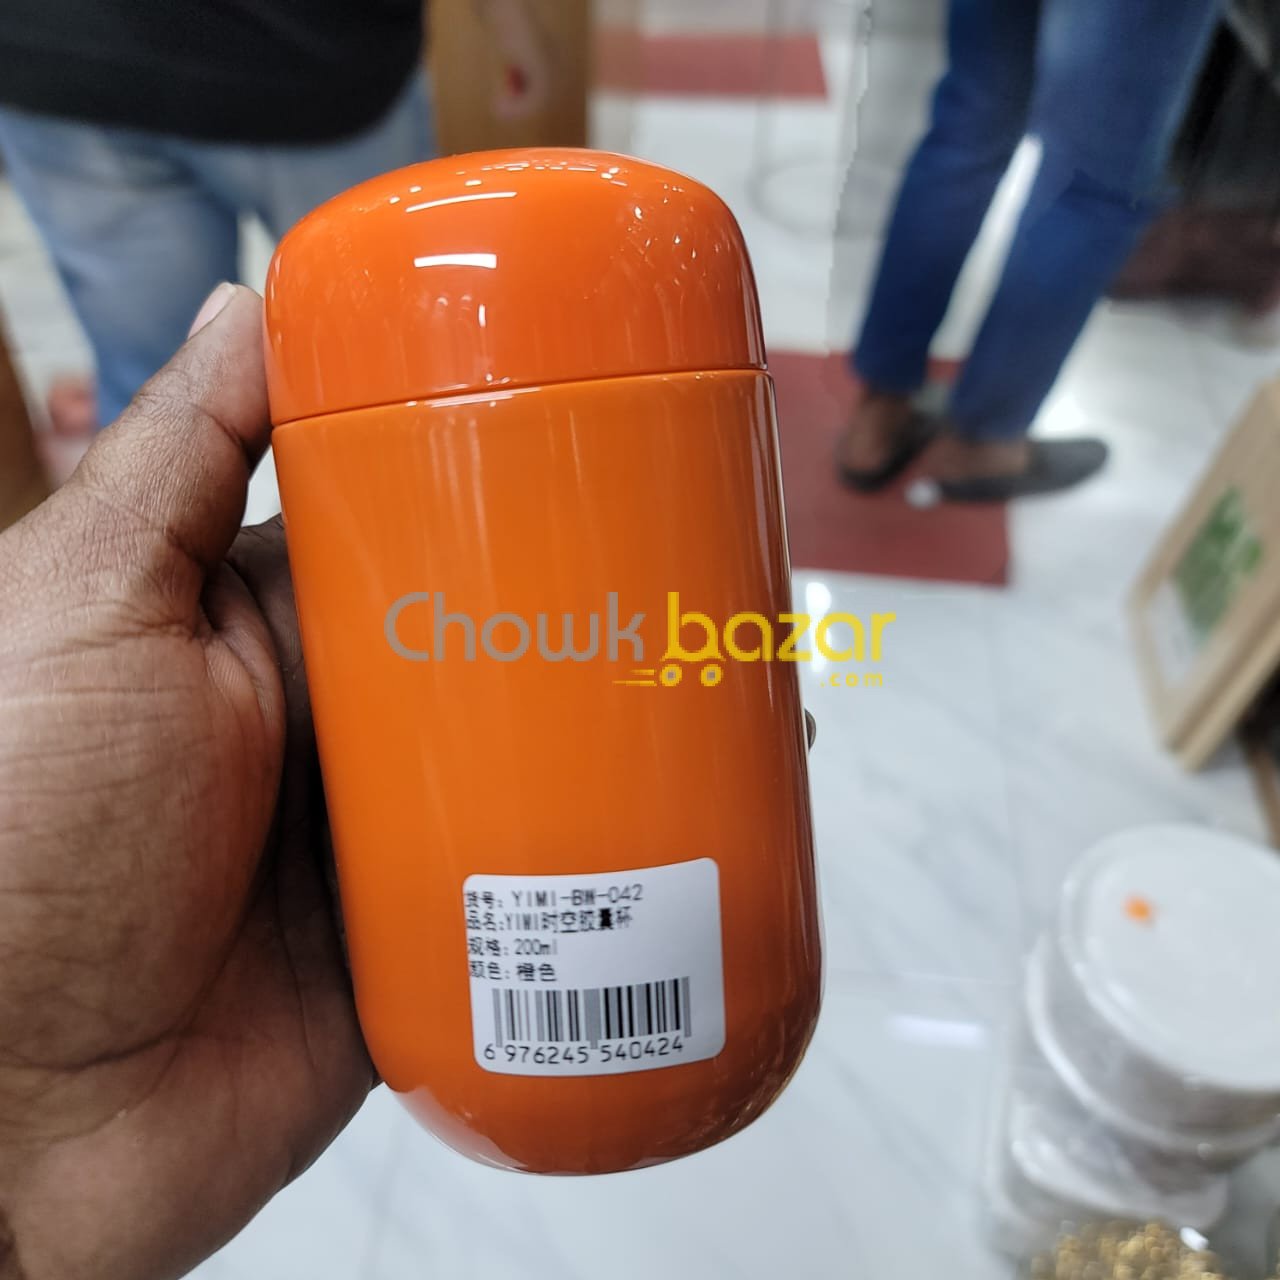 Chowkbazar
.com
货号: YIMI-BW-042
品名:YIMI时空胶囊杯
规格: 200ml
颜色: 橙色
6 976245 540424